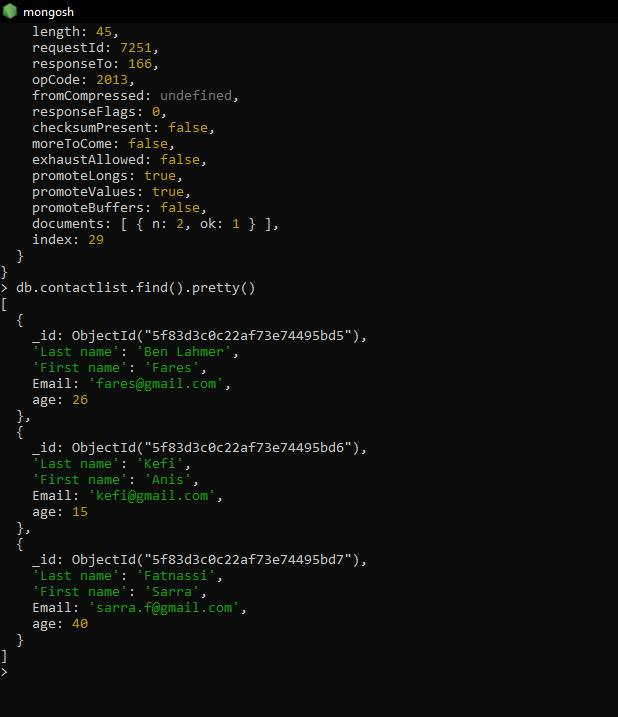 mongosh
length: 45,
requestId: 7251,
responseTo: 166,
opCode: 2013,
fromCompressed: undefined,
responseFlags: 0,
checksumPresent: false,
moreToCome: false,
exhaustAllowed: false,
promoteLongs: true,
promoteValues: true,
promoteBuffers: false,
documents: [ { n: 2, ok: 1 } ],
index: 29
}
}
> db.contactlist.find().pretty()
[
{
_id: ObjectId("5f83d3c0c22af73e74495bd5"),
'Last name': 'Ben Lahmer',
'First name': 'Fares',
Email: 'fares@gmail.com',
age: 26
},
{
_id: ObjectId("5f83d3c0c22af73e74495bd6"),
'Last name': 'Kefi',
'First name': 'Anis',
Email: 'kefi@gmail.com',
age: 15
},
{
_id: ObjectId("5f83d3c0c22af73e74495bd7"),
'Last name': 'Fatnassi',
'First name': 'Sarra',
Email: 'sarra.f@gmail.com',
age: 40
}
]
>